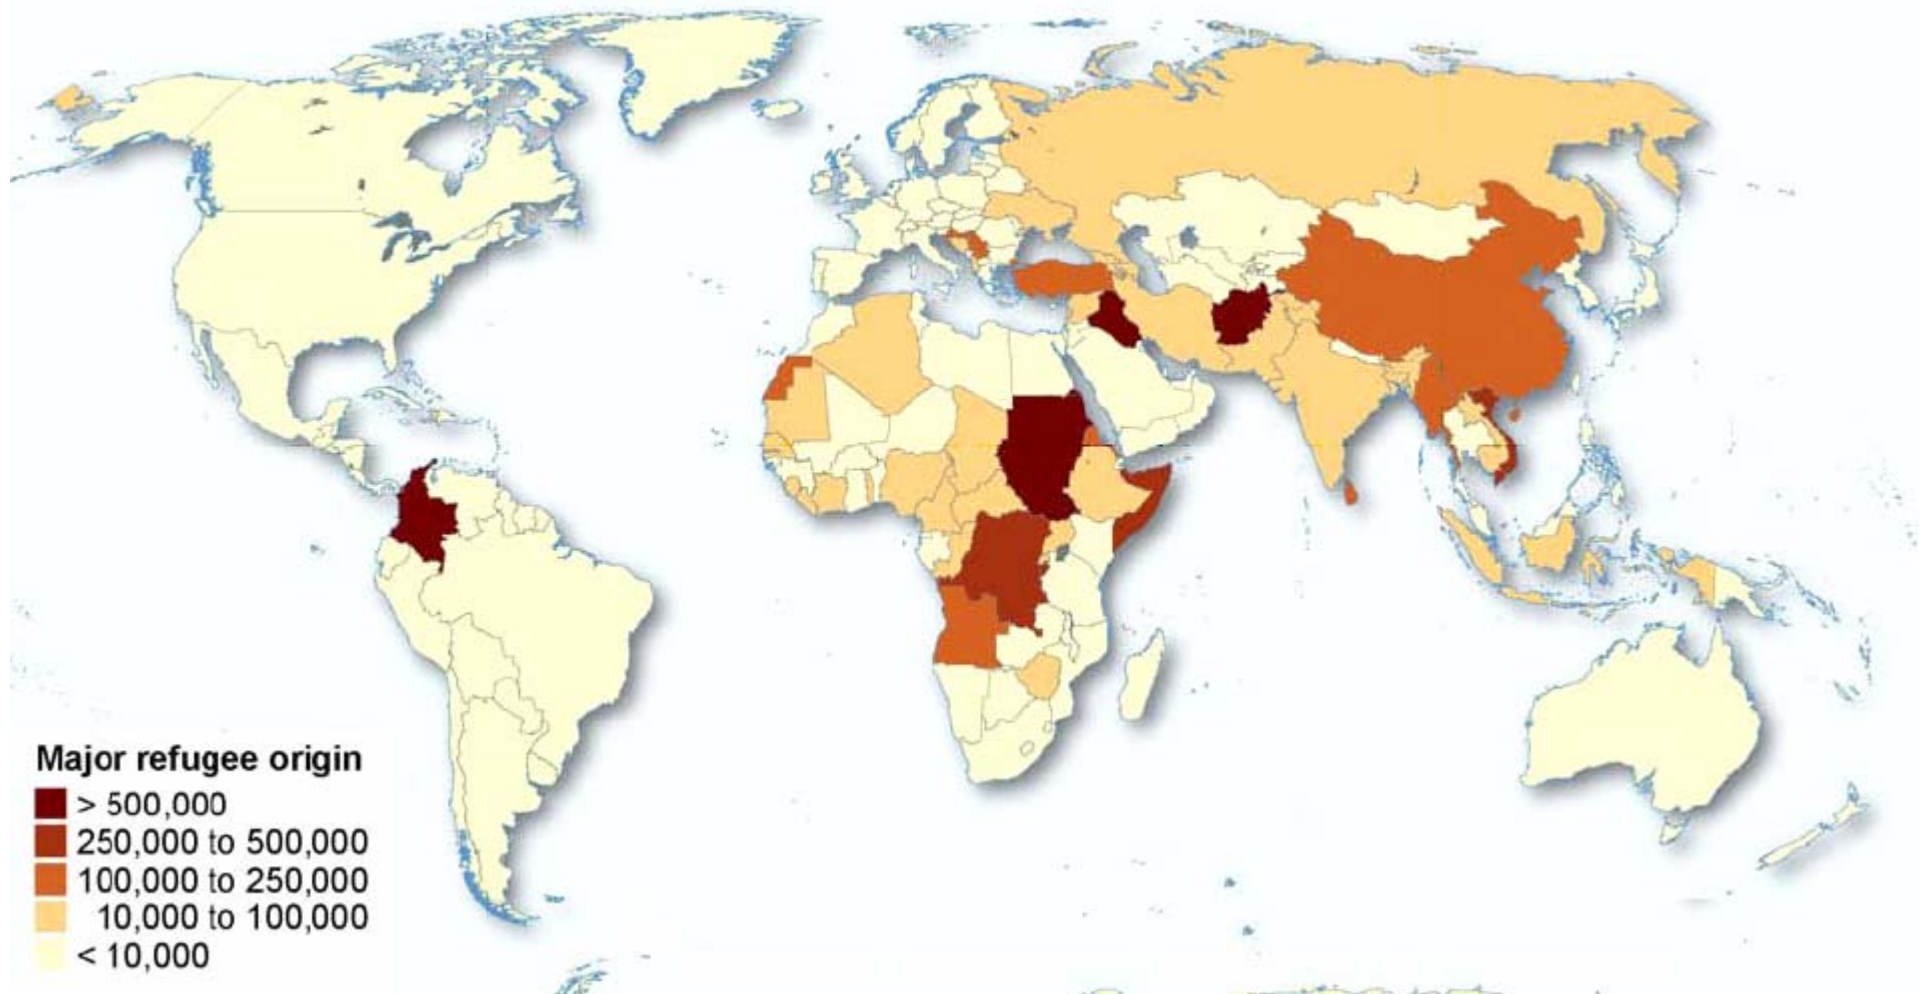 Major refugee origin
> 500,000
250,000 to 500,000
100,000 to 250,000
10,000 to 100,000
< 10,000